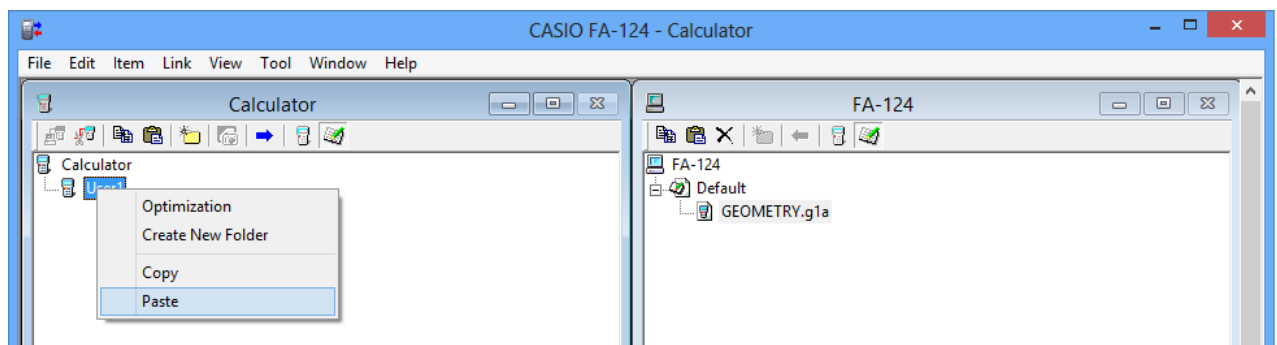 CASIO FA-124 - Calculator
File Edit Item Link View Tool Window Help
Calculator
Calculator
User1
Optimization
Create New Folder
Copy
Paste
FA-124
FA-124
Default
GEOMETRY.g1a